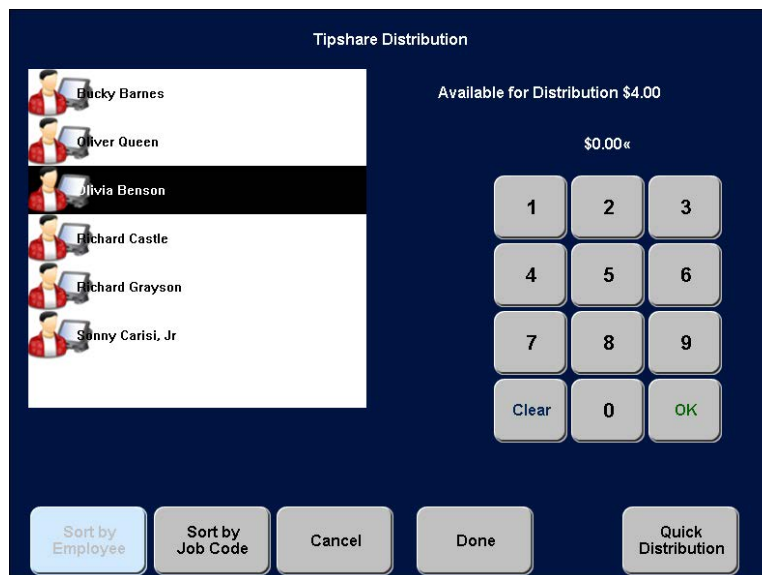 Tipshare Distribution
Bucky Barnes
Oliver Queen
Olivia Benson
Richard Castle
Richard Grayson
Sonny Carisi, Jr
Available for Distribution $4.00
$0.00«
1 2 3
4 5 6
7 8 9
Clear 0 OK
Sort by
Employee
Sort by
Job Code
Cancel
Done
Quick
Distribution